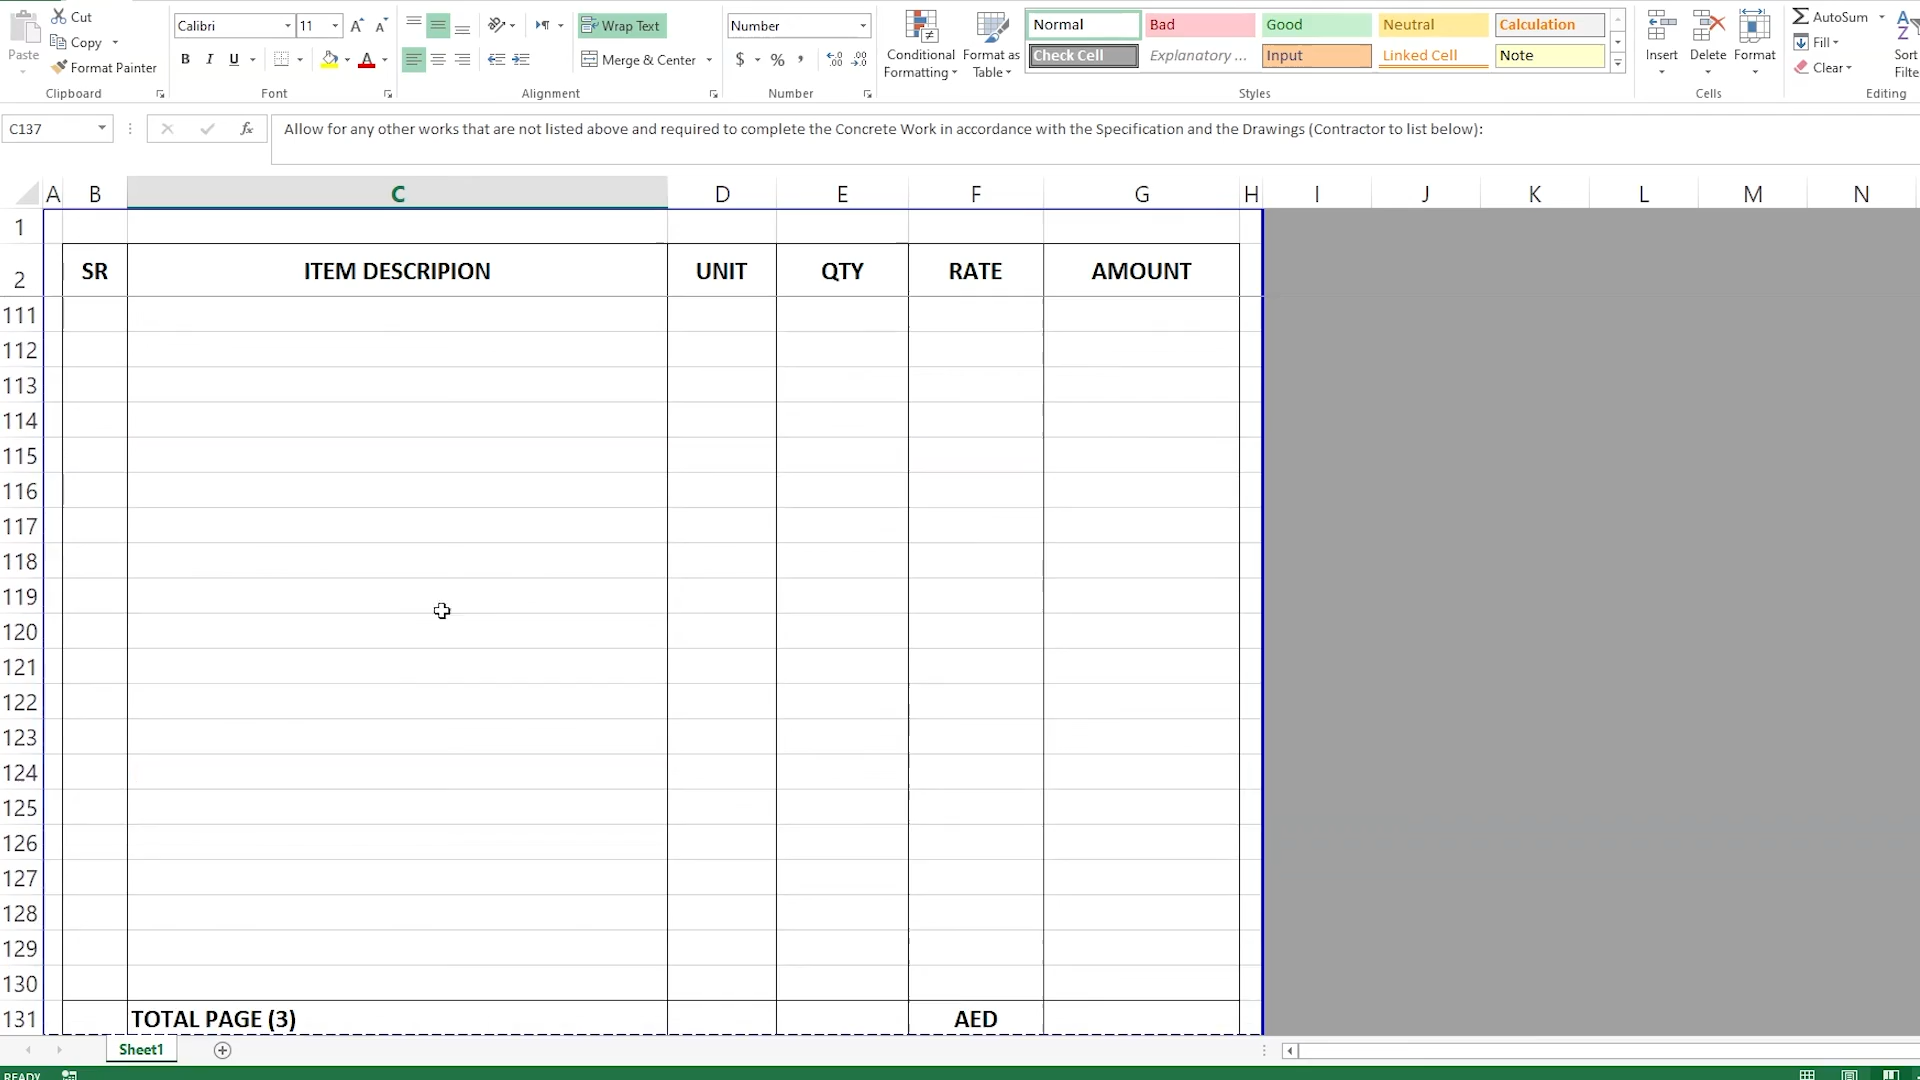 Cut
Calibri 11 Wrap Text Number Normal Bad Good Neutral Calculation AutoSum
Paste Copy Conditional Formatting Format as Table Check Cell Explanatory ... Input Linked Cell Note Insert Delete Format Fill Sort
Format Painter B I U Merge & Center $ % , Clear
Clipboard Font Alignment Number Styles Cells Editing
C137 fx Allow for any other works that are not listed above and required to complete the Concrete Work in accordance with the Specification and the Drawings (Contractor to list below):
A B C D E F G H I J K L M N
1
2 SR ITEM DESCRIPION UNIT QTY RATE AMOUNT
111
112
113
114
115
116
117
118
119
120
121
122
123
124
125
126
127
128
129
130
131 TOTAL PAGE (3) AED
Sheet1
READY